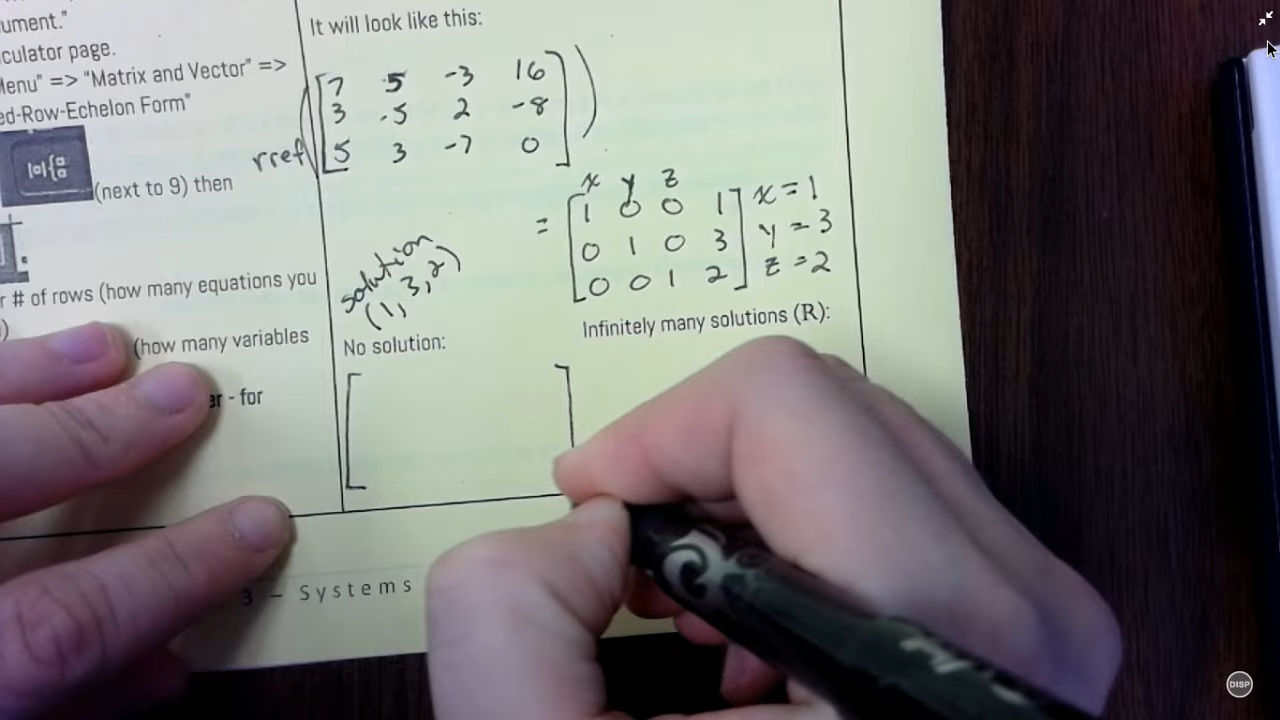 ument."
culator page.
Menu" => "Matrix and Vector" =>
ed-Row-Echelon Form"
(next to 9) then
r # of rows (how many equations you
)
(how many variables
er - for
It will look like this:
7 5 -3 16
3 -5 2 -8
rref 5 3 -7 0
x y z
= 1 0 0 1 x = 1
0 1 0 3 y = 3
0 0 1 2 z = 2
solution
(1, 3, 2)
No solution:
Infinitely many solutions (R):
3 - Systems
DISP